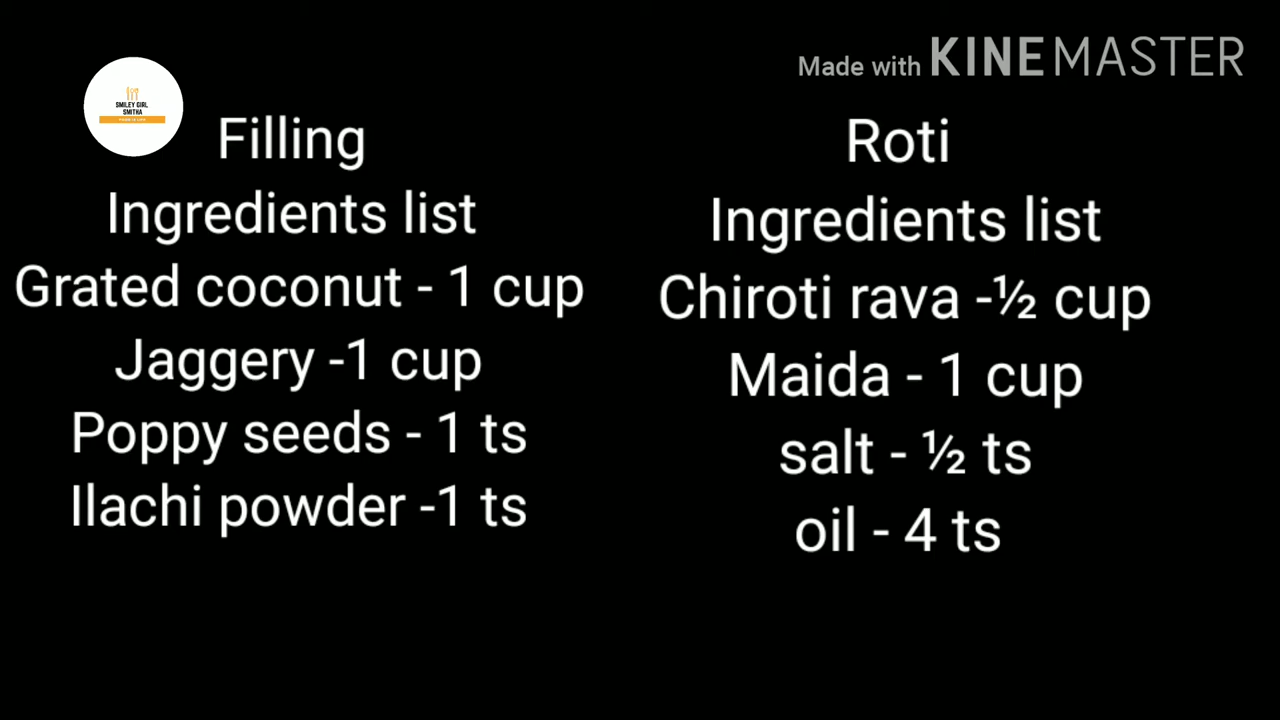 Made with KINEMASTER
SMILEY GIRL
SMITHA
Filling
Ingredients list
Grated coconut - 1 cup
Jaggery -1 cup
Poppy seeds - 1 ts
Ilachi powder -1 ts
Roti
Ingredients list
Chiroti rava -½ cup
Maida - 1 cup
salt - ½ ts
oil - 4 ts